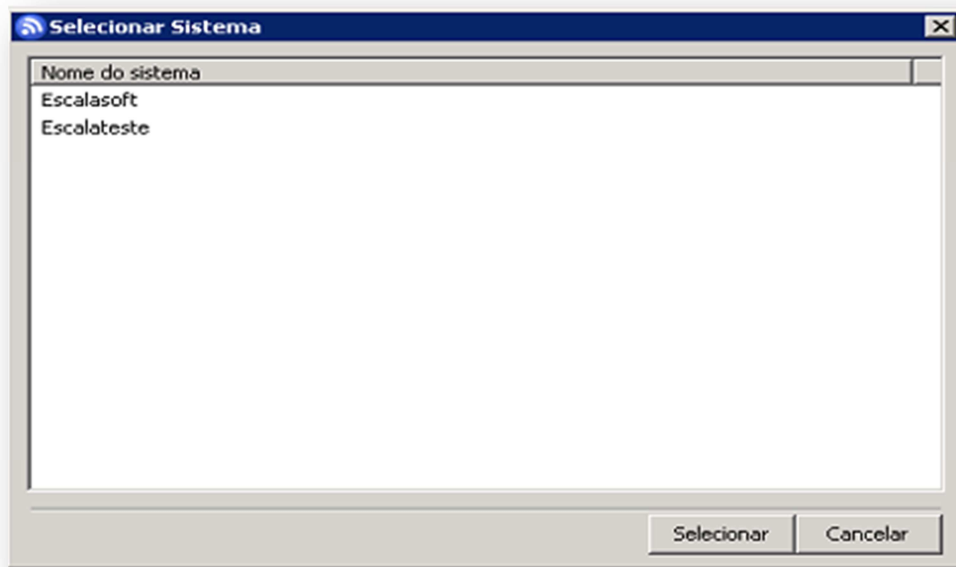 Selecionar Sistema
Nome do sistema
Escalasoft
Escalateste
Selecionar Cancelar